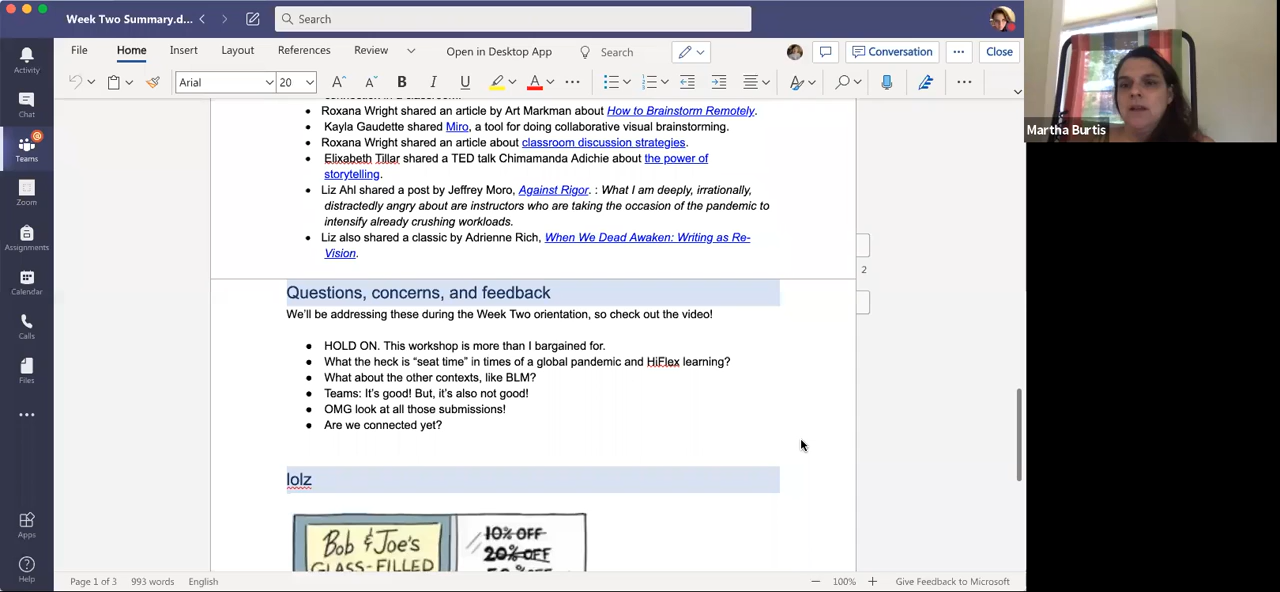 Week Two Summary.d...
Search
File
Home
Insert
Layout
References
Review
Open in Desktop App
Search
Conversation
Close
Arial
20
B
I
U
A
Activity
Chat
Teams
Zoom
Assignments
Calendar
Calls
Files
Apps
Help
Roxana Wright shared an article by Art Markman about How to Brainstorm Remotely.
Kayla Gaudette shared Miro, a tool for doing collaborative visual brainstorming.
Roxana Wright shared an article about classroom discussion strategies.
Elixabeth Tillar shared a TED talk Chimamanda Adichie about the power of
storytelling.
Liz Ahl shared a post by Jeffrey Moro, Against Rigor. : What I am deeply, irrationally,
distractedly angry about are instructors who are taking the occasion of the pandemic to
intensify already crushing workloads.
Liz also shared a classic by Adrienne Rich, When We Dead Awaken: Writing as Re-
Vision.
2
Questions, concerns, and feedback
We'll be addressing these during the Week Two orientation, so check out the video!
HOLD ON. This workshop is more than I bargained for.
What the heck is “seat time” in times of a global pandemic and HiFlex learning?
What about the other contexts, like BLM?
Teams: It's good! But, it's also not good!
OMG look at all those submissions!
Are we connected yet?
lolz
Bob & Joe's
GLASS-FILLED
10% OFF
20% OFF
Page 1 of 3
993 words
English
100%
Give Feedback to Microsoft
Martha Burtis